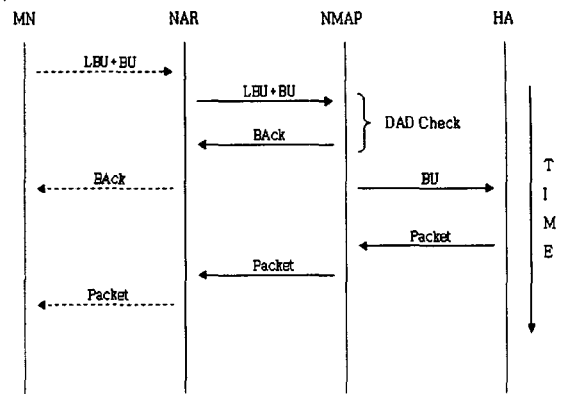 MN NAR NMAP HA
LBU+BU
LBU+BU
DAD Check
BAck
BAck
BU
Packet
Packet
Packet
T
I
M
E